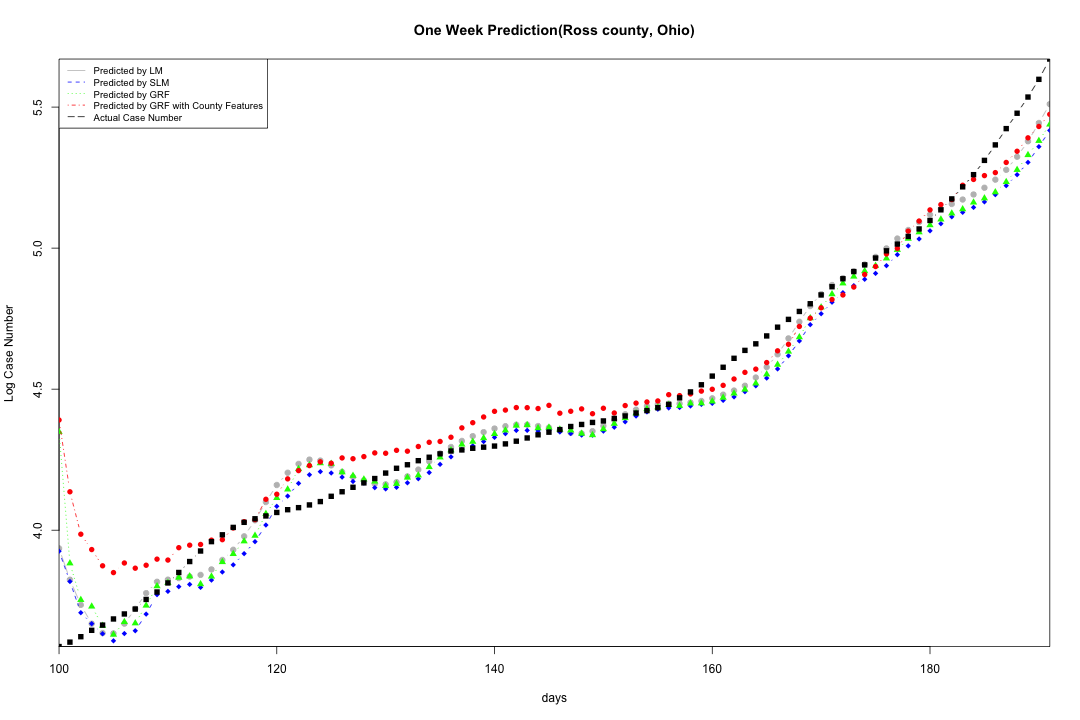 One Week Prediction(Ross county, Ohio)
Predicted by LM
Predicted by SLM
Predicted by GRF
Predicted by GRF with County Features
Actual Case Number
5.5
5.0
4.5
4.0
Log Case Number
100 120 140 160 180
days